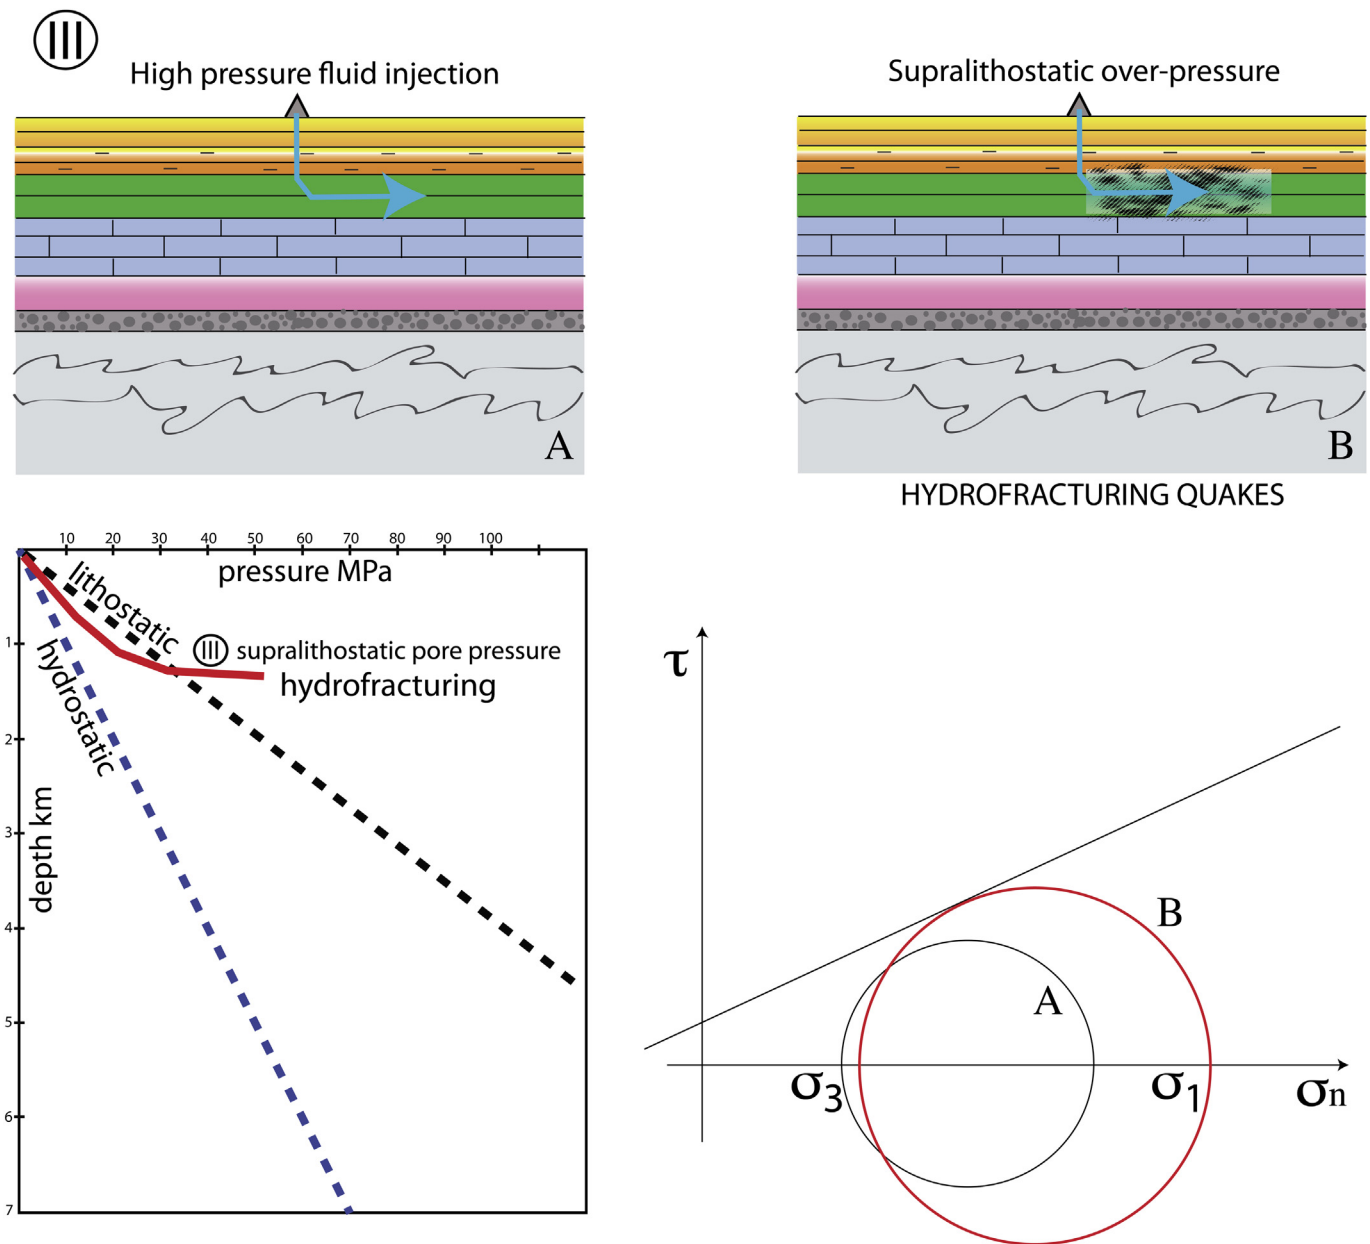 III
High pressure fluid injection
Supralithostatic over-pressure
A
B
HYDROFRACTURING QUAKES
10 20 30 40 50 60 70 80 90 100
pressure MPa
lithostatic
hydrostatic
III supralithostatic pore pressure
hydrofracturing
depth km
1
2
3
4
5
6
7
τ
B
A
σ3
σ1
σn